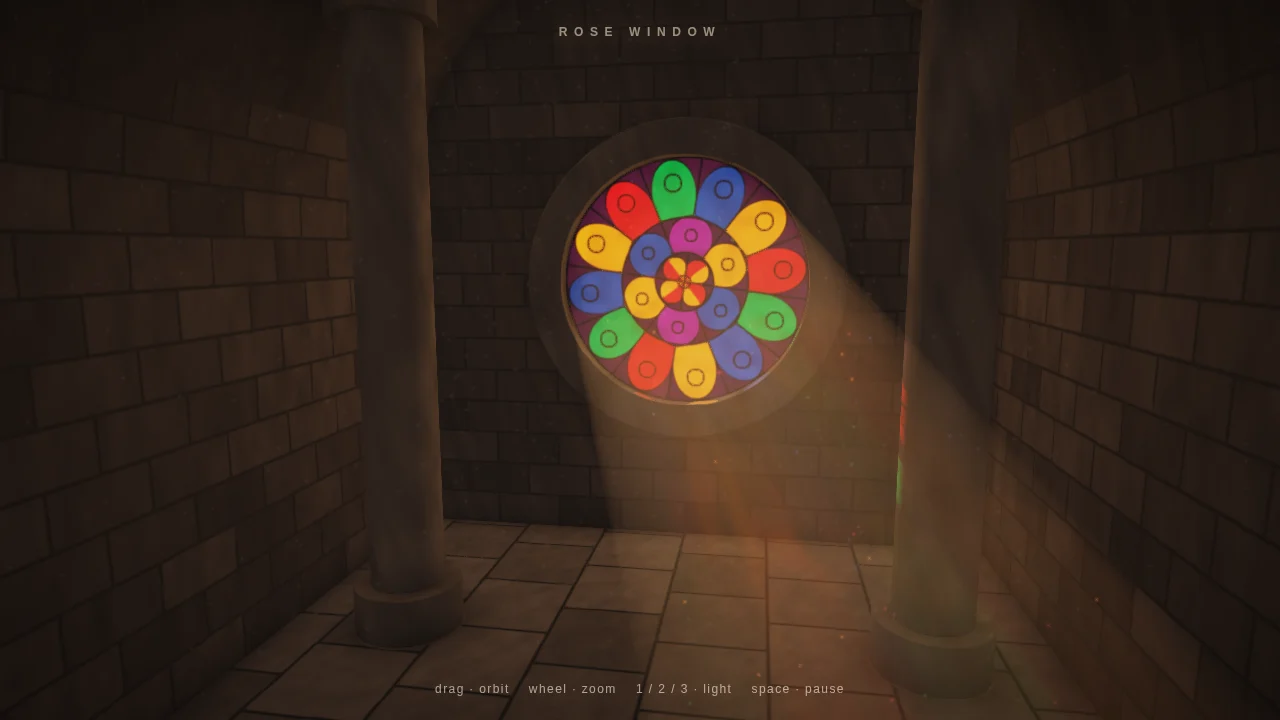 ROSE WINDOW
drag · orbit wheel · zoom 1 / 2 / 3 · light space · pause